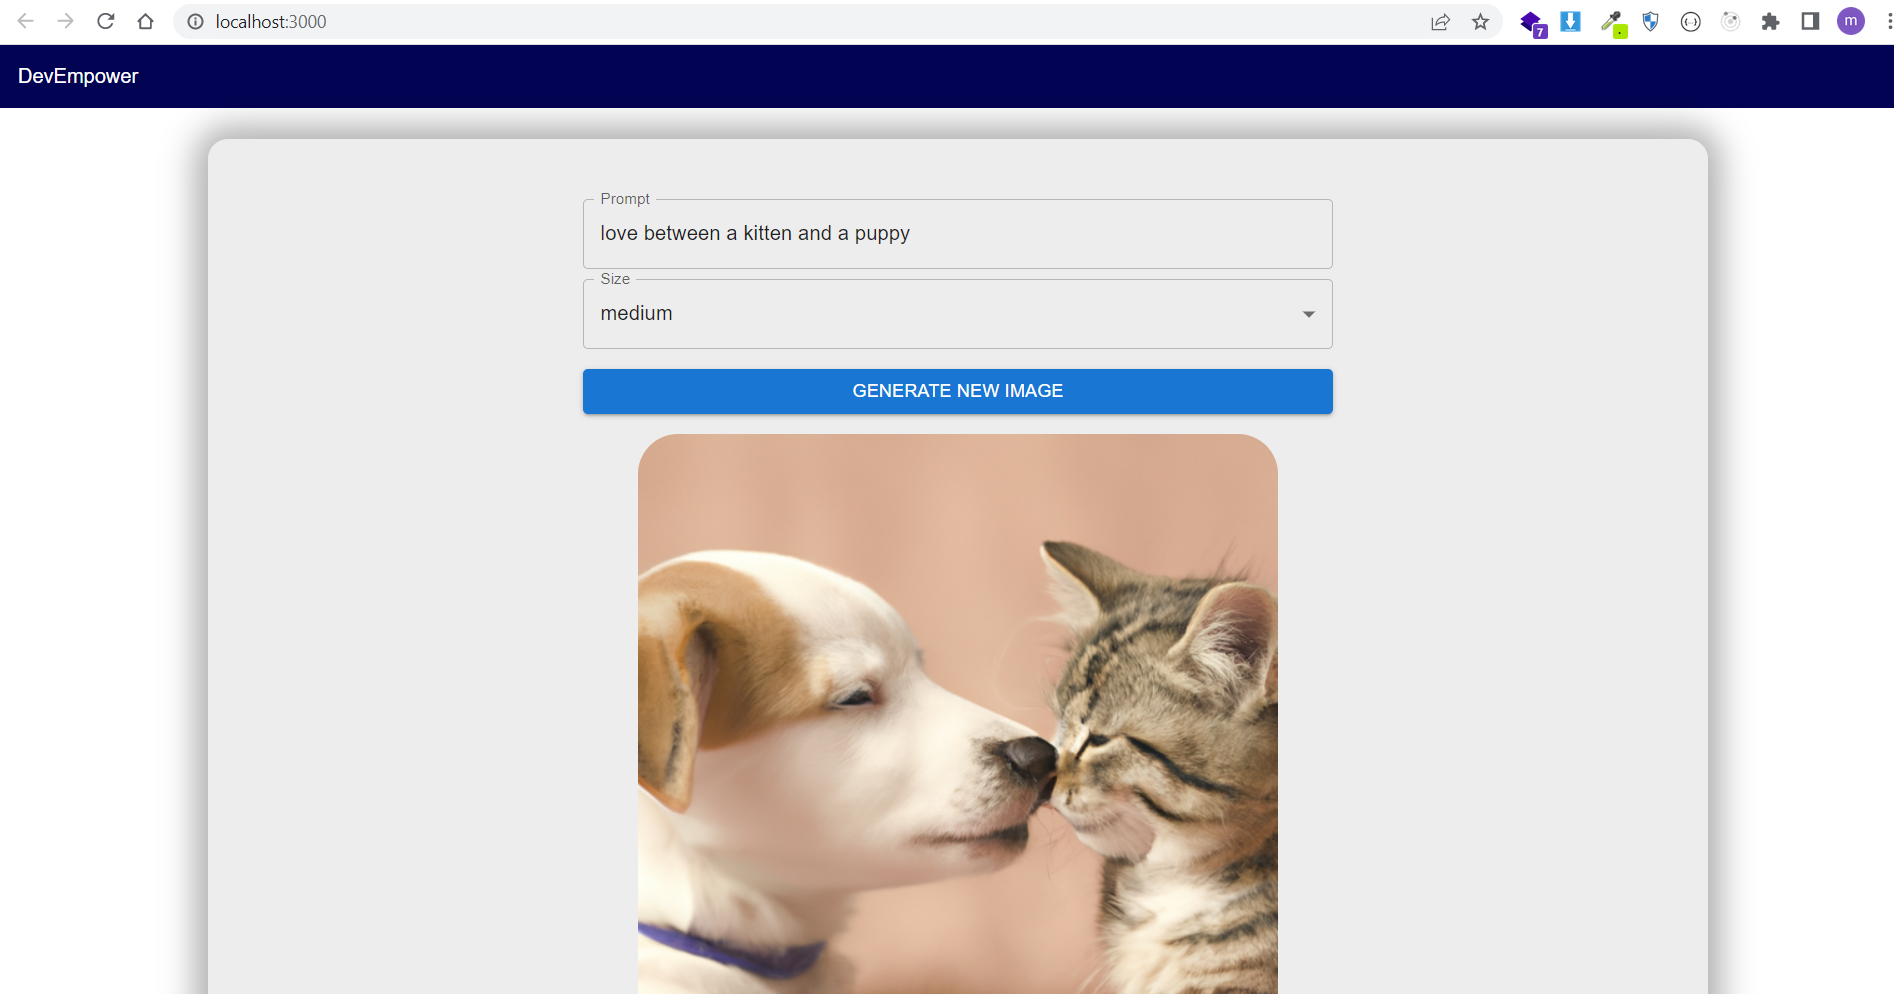 localhost:3000
7
m
DevEmpower
Prompt
love between a kitten and a puppy
Size
medium
GENERATE NEW IMAGE